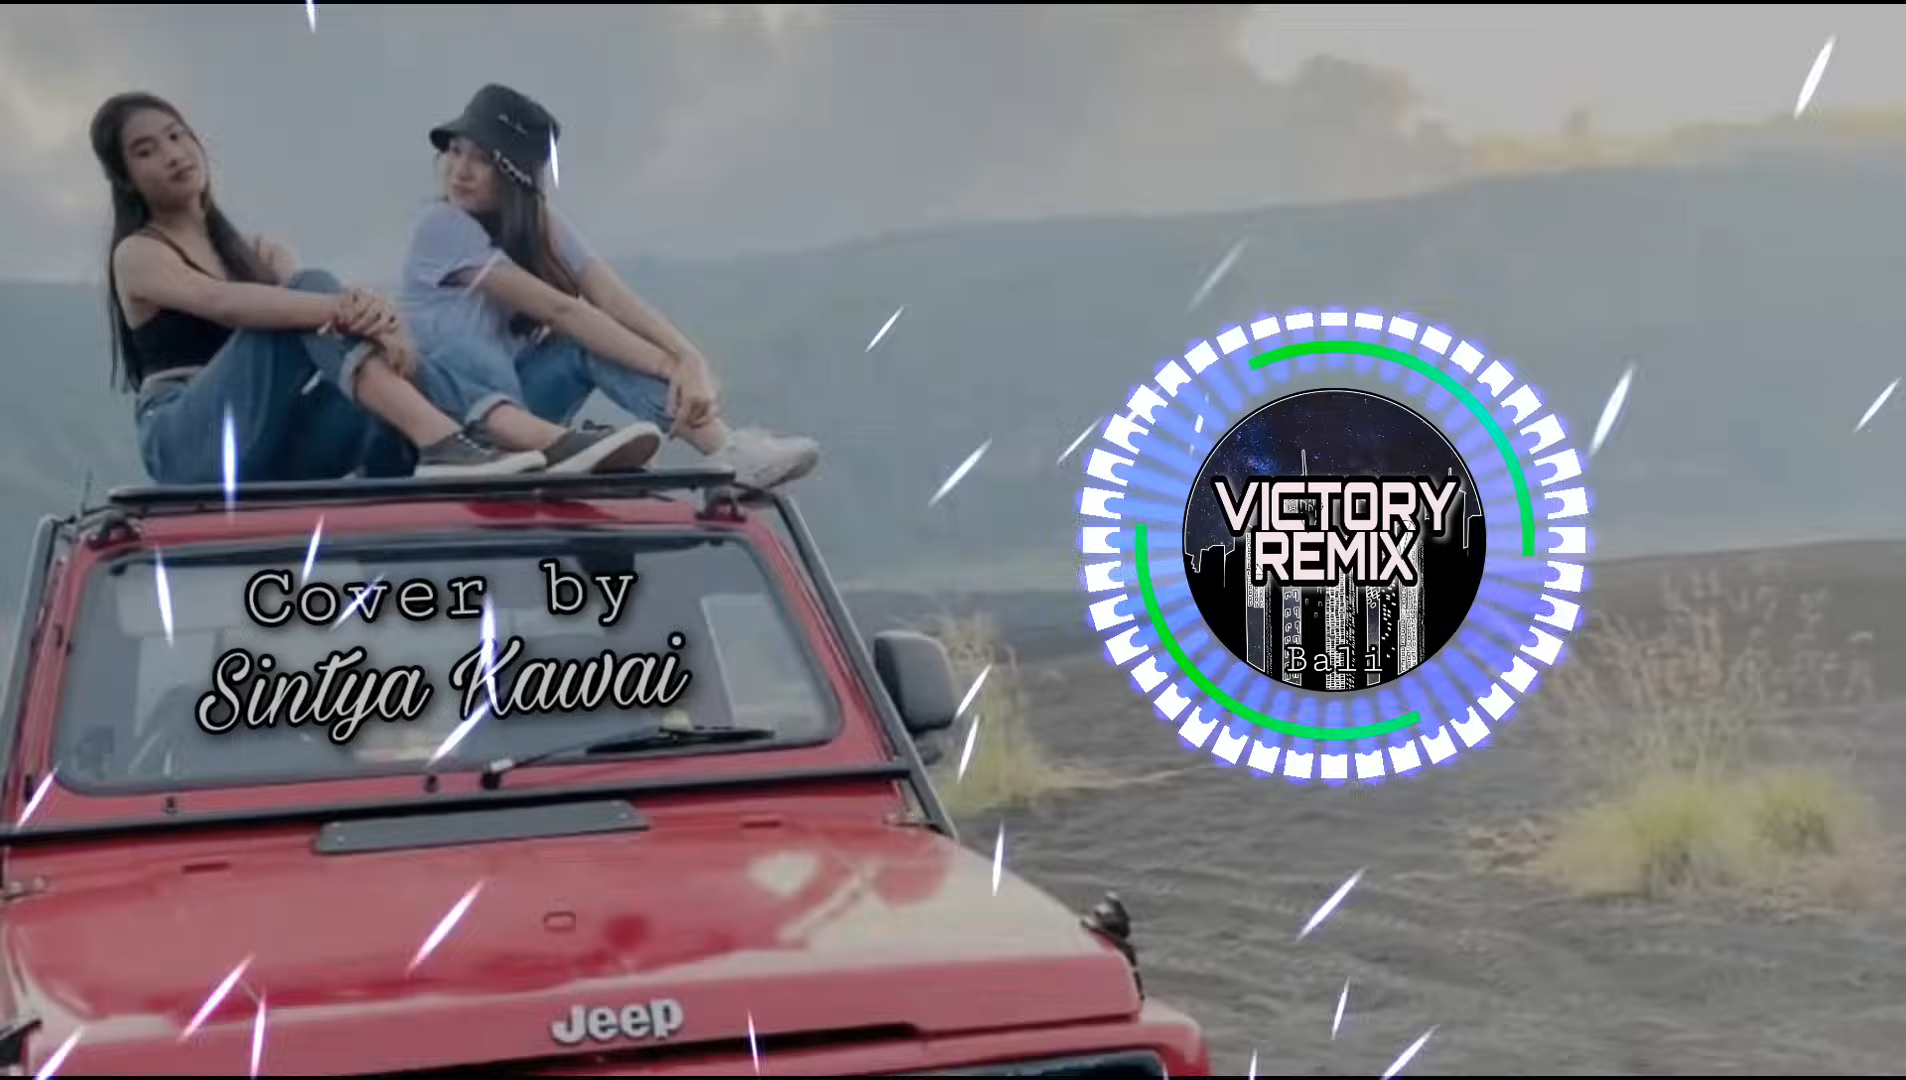 Cover by
Sintya Kawai
VICTORY
REMIX
Bali
Jeep